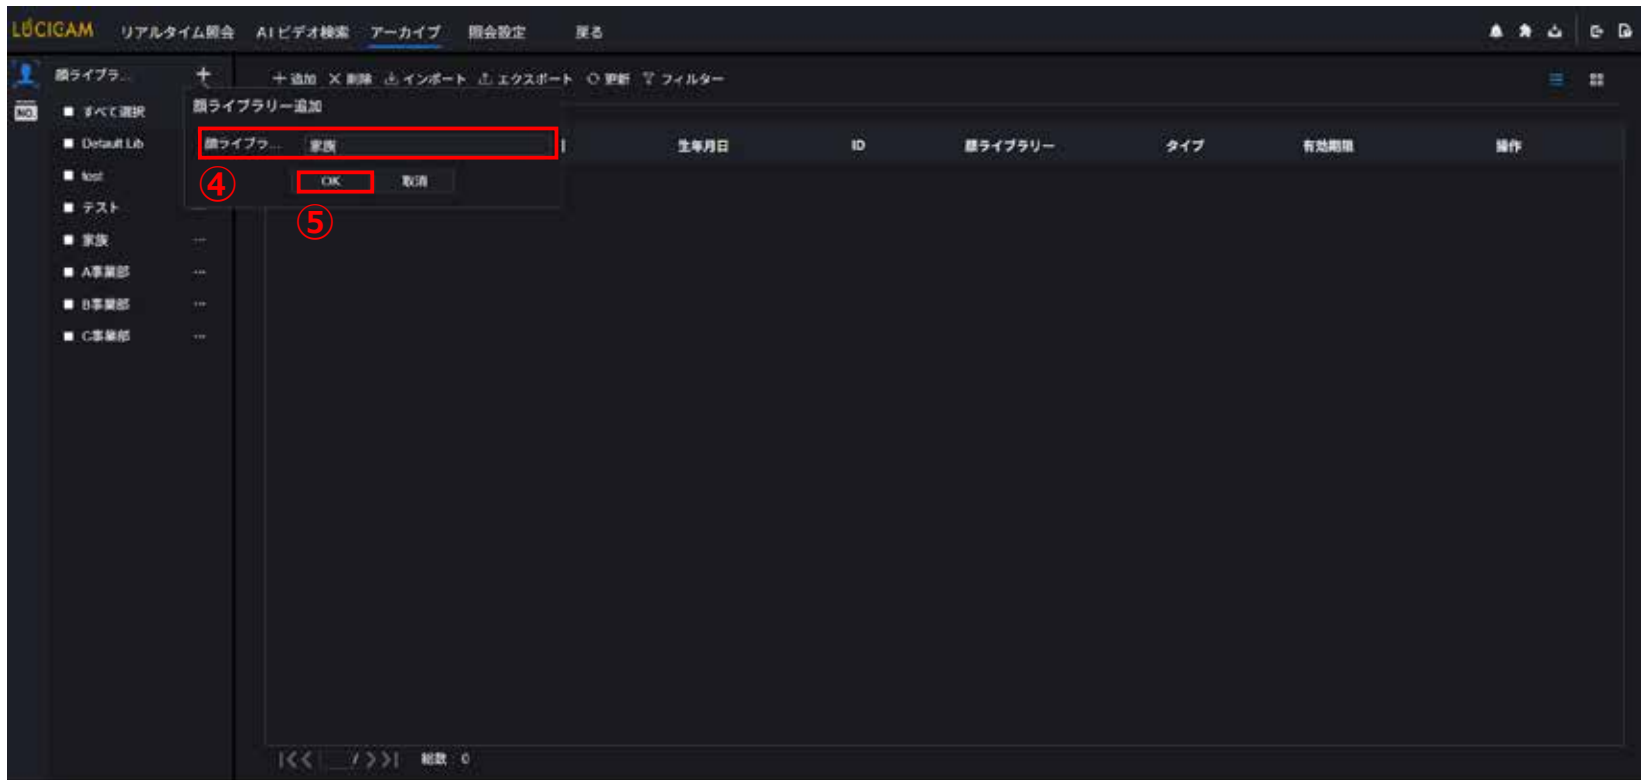 LUCIGAM リアルタイム照会 AIビデオ検索 アーカイブ 照会設定 戻る
顔ライブラ... +
+追加 ×削除 インポート エクスポート 更新 フィルター
NO.
すべて選択
Default Lib
test
テスト
家族 ...
A事業部 ...
B事業部 ...
C事業部 ...
顔ライブラリー追加
顔ライブラ... 家族
④
OK 取消
⑤
生年月日 ID 顔ライブラリー タイプ 有効期限 操作
/ 総数: 0